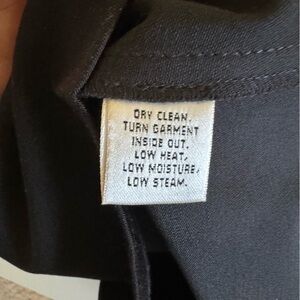 DRY CLEAN.
TURN GARMENT
INSIDE OUT.
LOW HEAT,
LOW MOISTURE,
LOW STEAM.